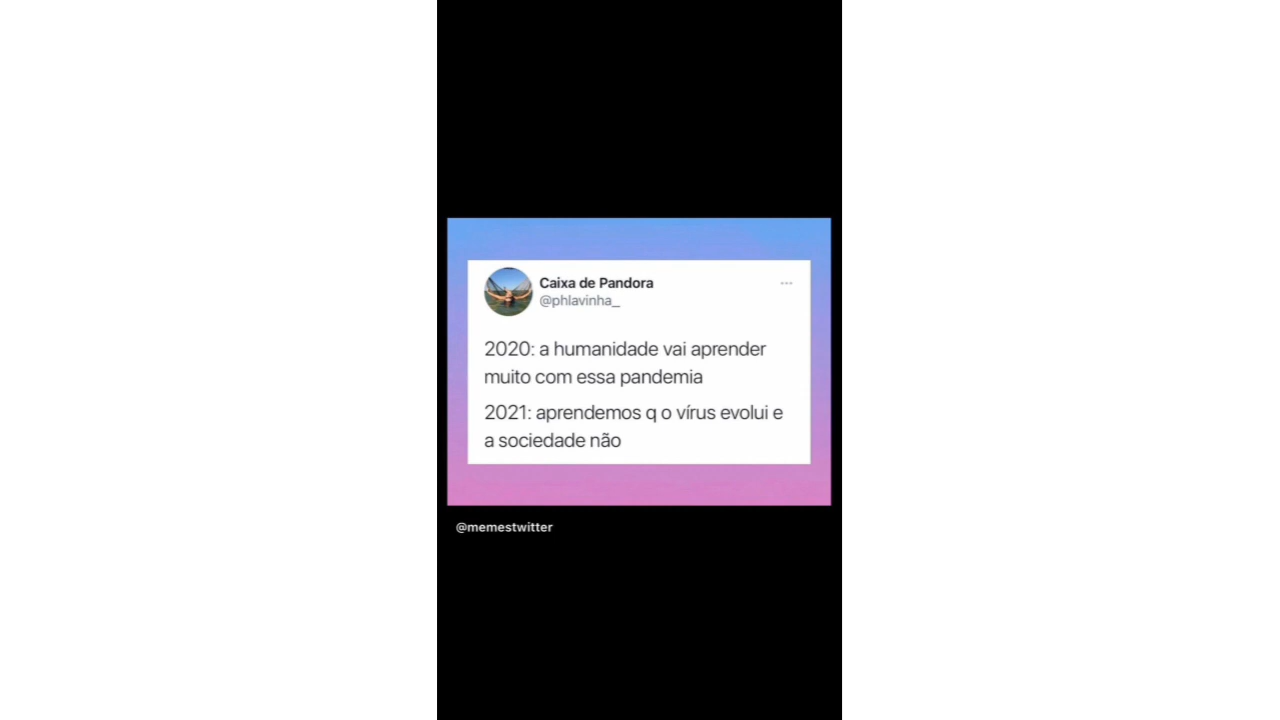 Caixa de Pandora
@phlavinha_
2020: a humanidade vai aprender
muito com essa pandemia
2021: aprendemos q o vírus evolui e
a sociedade não
@memestwitter